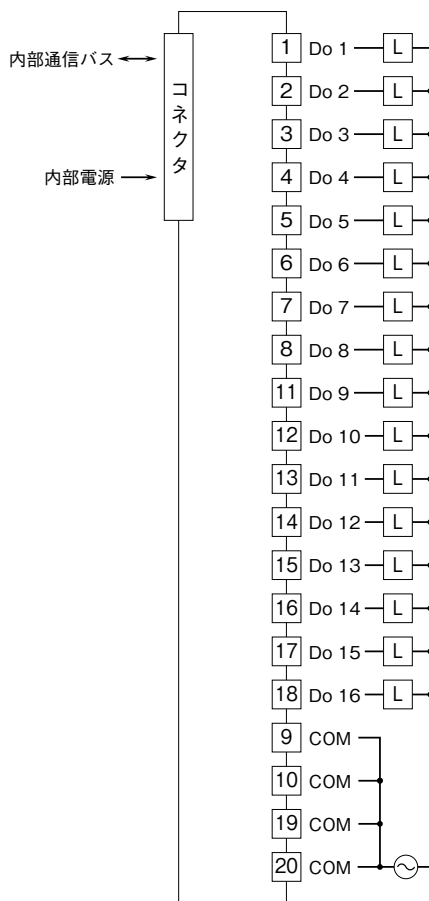 内部通信バス
内部電源
コネクタ
1 Do 1 L
2 Do 2 L
3 Do 3 L
4 Do 4 L
5 Do 5 L
6 Do 6 L
7 Do 7 L
8 Do 8 L
11 Do 9 L
12 Do 10 L
13 Do 11 L
14 Do 12 L
15 Do 13 L
16 Do 14 L
17 Do 15 L
18 Do 16 L
9 COM
10 COM
19 COM
20 COM